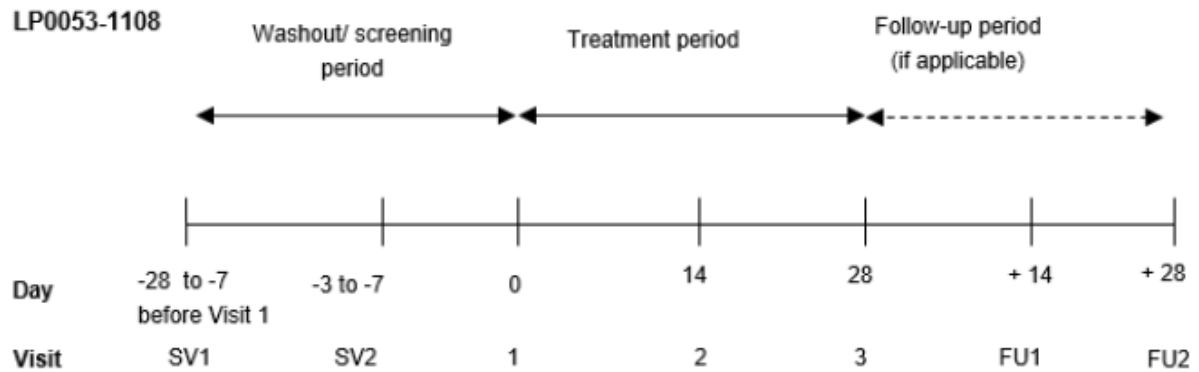 LP0053-1108
Washout/ screening
period
Treatment period
Follow-up period
(if applicable)
Day
-28 to -7
before Visit 1
-3 to -7
0
14
28
+ 14
+ 28
Visit
SV1
SV2
1
2
3
FU1
FU2